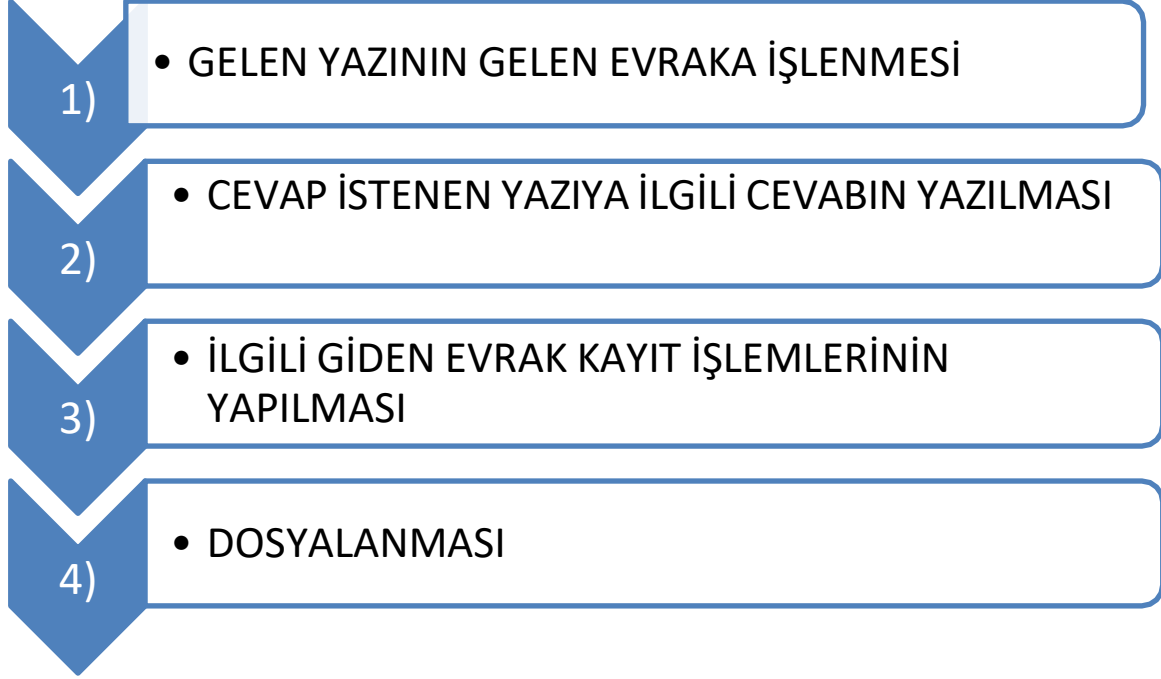 1)
• GELEN YAZININ GELEN EVRAKA İŞLENMESİ
2)
• CEVAP İSTENEN YAZIYA İLGİLİ CEVABIN YAZILMASI
3)
• İLGİLİ GİDEN EVRAK KAYIT İŞLEMLERİNİN
YAPILMASI
4)
• DOSYALANMASI